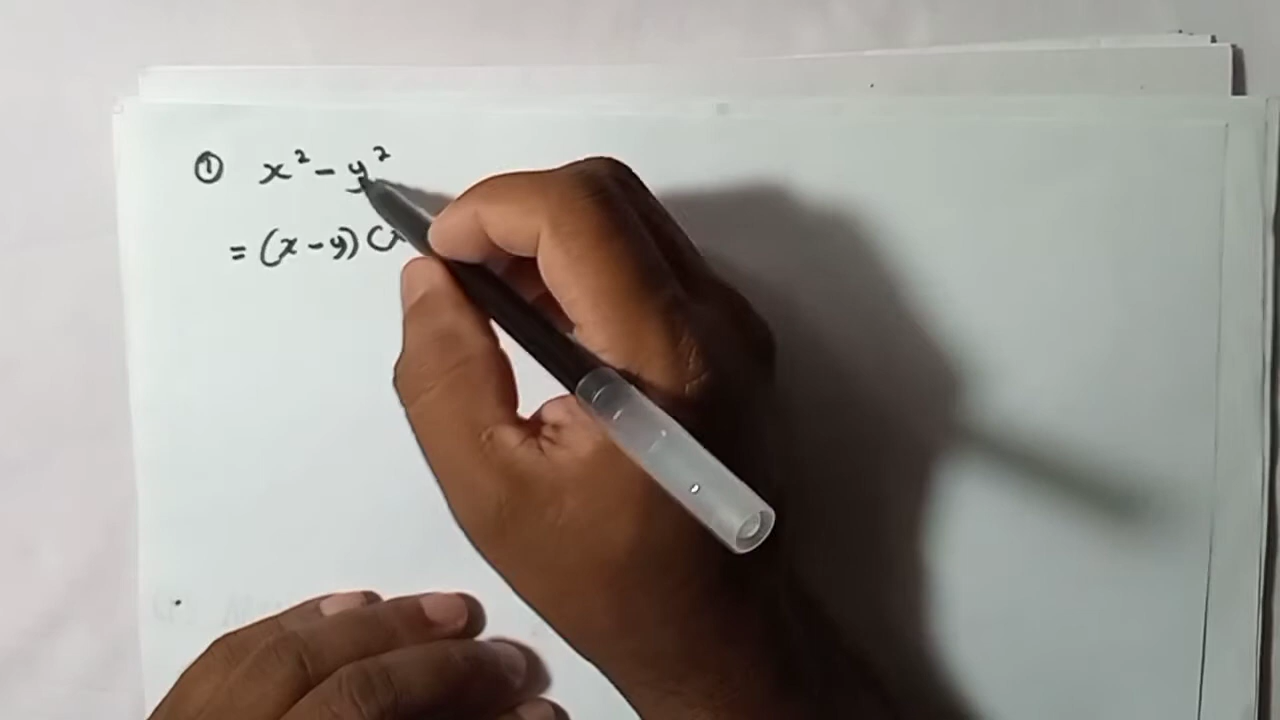 ① x² - y²
= (x - y) (x